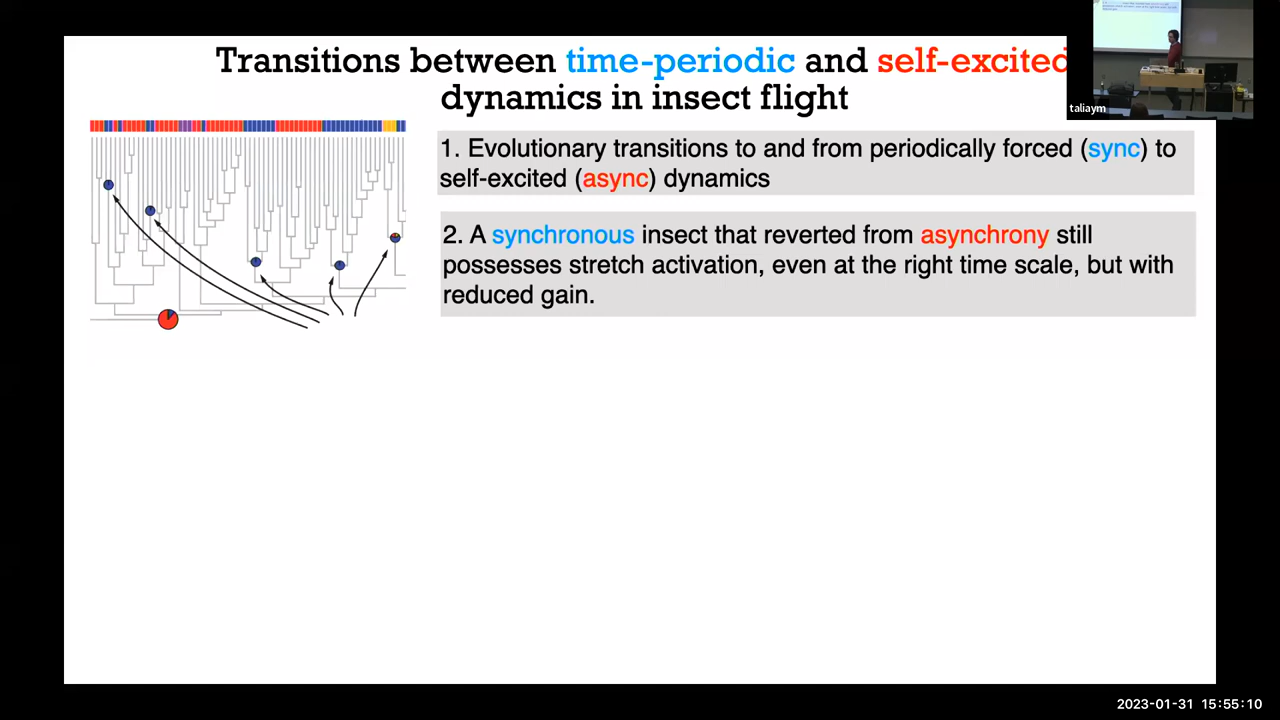 Transitions between time-periodic and self-excited
dynamics in insect flight
taliaym
1. Evolutionary transitions to and from periodically forced (sync) to
self-excited (async) dynamics
2. A synchronous insect that reverted from asynchrony still
possesses stretch activation, even at the right time scale, but with
reduced gain.
2023-01-31 15:55:10